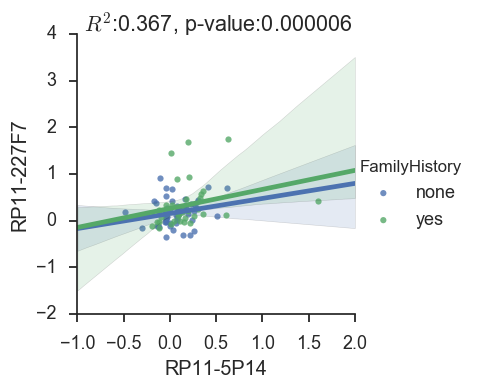 R²:0.367, p-value:0.000006
4
3
2
1
0
−1
−2
RP11-227F7
−1.0 −0.5 0.0 0.5 1.0 1.5 2.0
RP11-5P14
FamilyHistory
none
yes